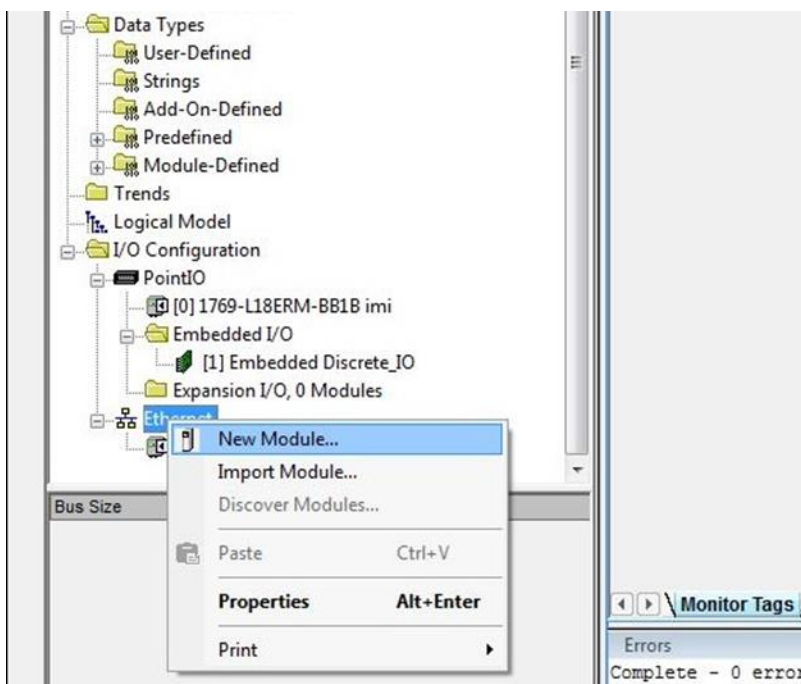 Data Types
User-Defined
Strings
Add-On-Defined
Predefined
Module-Defined
Trends
Logical Model
I/O Configuration
PointIO
[0] 1769-L18ERM-BB1B imi
Embedded I/O
[1] Embedded Discrete_IO
Expansion I/O, 0 Modules
Ethernet
New Module...
Import Module...
Discover Modules...
Paste Ctrl+V
Properties Alt+Enter
Print
Bus Size
Monitor Tags
Errors
Complete - 0 error